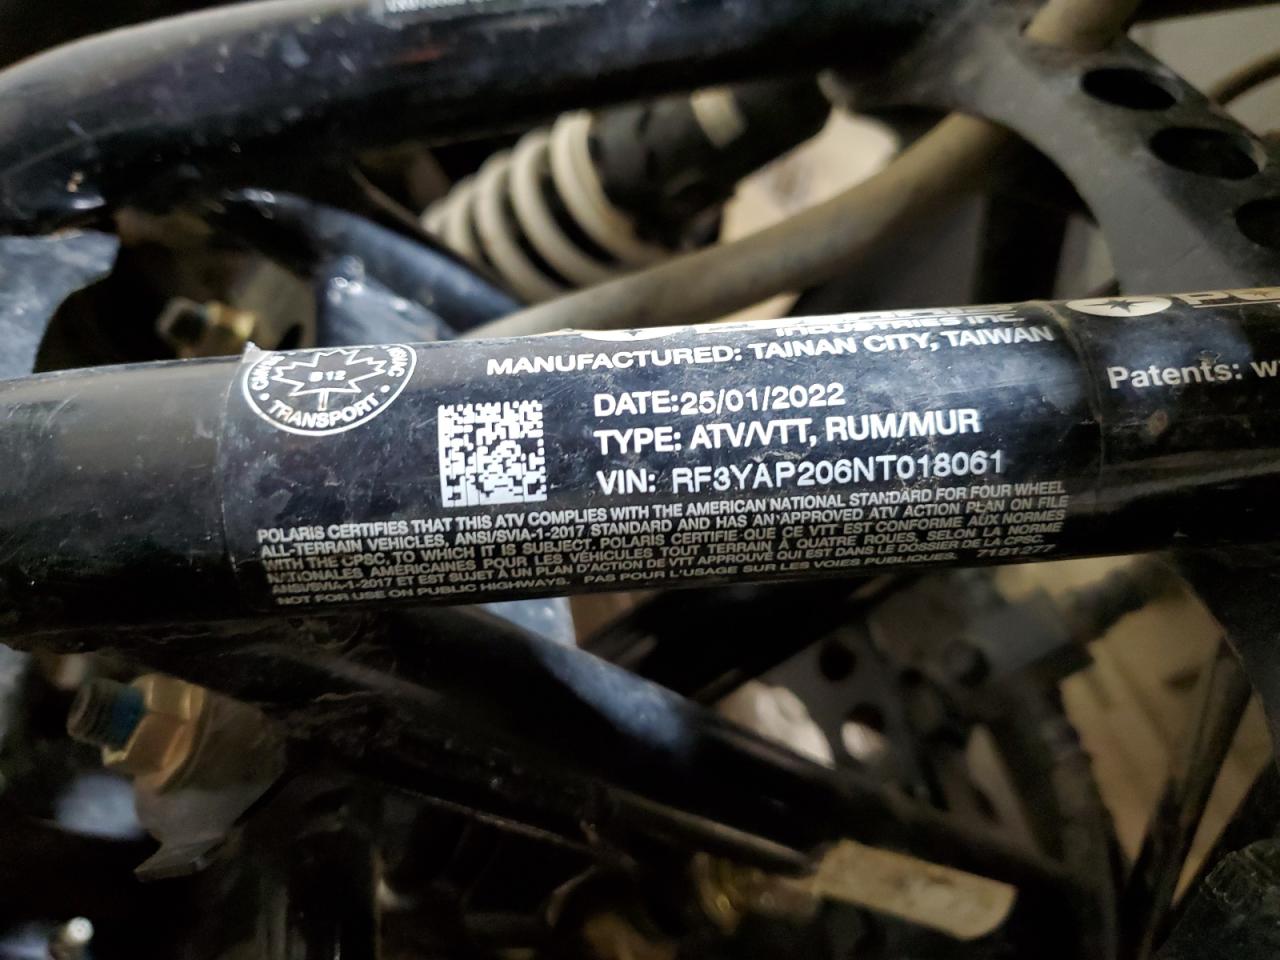 INDUSTRIES INC.
MANUFACTURED: TAINAN CITY, TAIWAN
812
TRANSPORT
DATE:25/01/2022
TYPE: ATV/VTT, RUM/MUR
VIN: RF3YAP206NT018061
Patents:
POLARIS CERTIFIES THAT THIS ATV COMPLIES WITH THE AMERICAN NATIONAL STANDARD FOR FOUR WHEEL
ALL-TERRAIN VEHICLES, ANSI/SVIA-1-2017 STANDARD AND HAS AN APPROVED ATV ACTION PLAN ON FILE
WITH THE CPSC, TO WHICH IT IS SUBJECT. POLARIS CERTIFIE QUE CE VTT EST CONFORME AUX NORMES
NATIONALES AMÉRICAINES POUR LES VÉHICULES TOUT TERRAIN À QUATRE ROUES, SELON LA NORME
ANSI/SVIA-1-2017 ET EST SUJET À UN PLAN D'ACTION DE VTT APPROUVÉ QUI EST DANS LE DOSSIER DE LA CPSC.
NOT FOR USE ON PUBLIC HIGHWAYS. PAS POUR L'USAGE SUR LES VOIES PUBLIQUES. 7191277